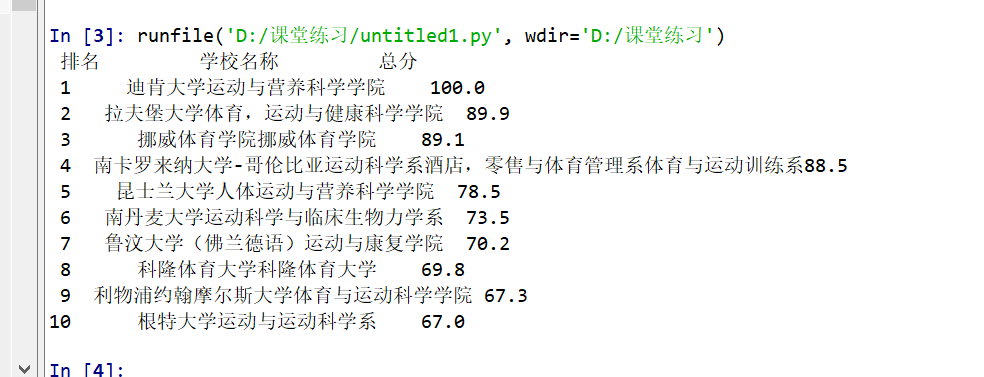 In [3]: runfile('D:/课堂练习/untitled1.py', wdir='D:/课堂练习')
排名 学校名称 总分
1 迪肯大学运动与营养科学学院 100.0
2 拉夫堡大学体育，运动与健康科学学院 89.9
3 挪威体育学院挪威体育学院 89.1
4 南卡罗来纳大学-哥伦比亚运动科学系酒店，零售与体育管理系体育与运动训练系88.5
5 昆士兰大学人体运动与营养科学学院 78.5
6 南丹麦大学运动科学与临床生物力学系 73.5
7 鲁汶大学（佛兰德语）运动与康复学院 70.2
8 科隆体育大学科隆体育大学 69.8
9 利物浦约翰摩尔斯大学体育与运动科学学院 67.3
10 根特大学运动与运动科学系 67.0
In [4]: